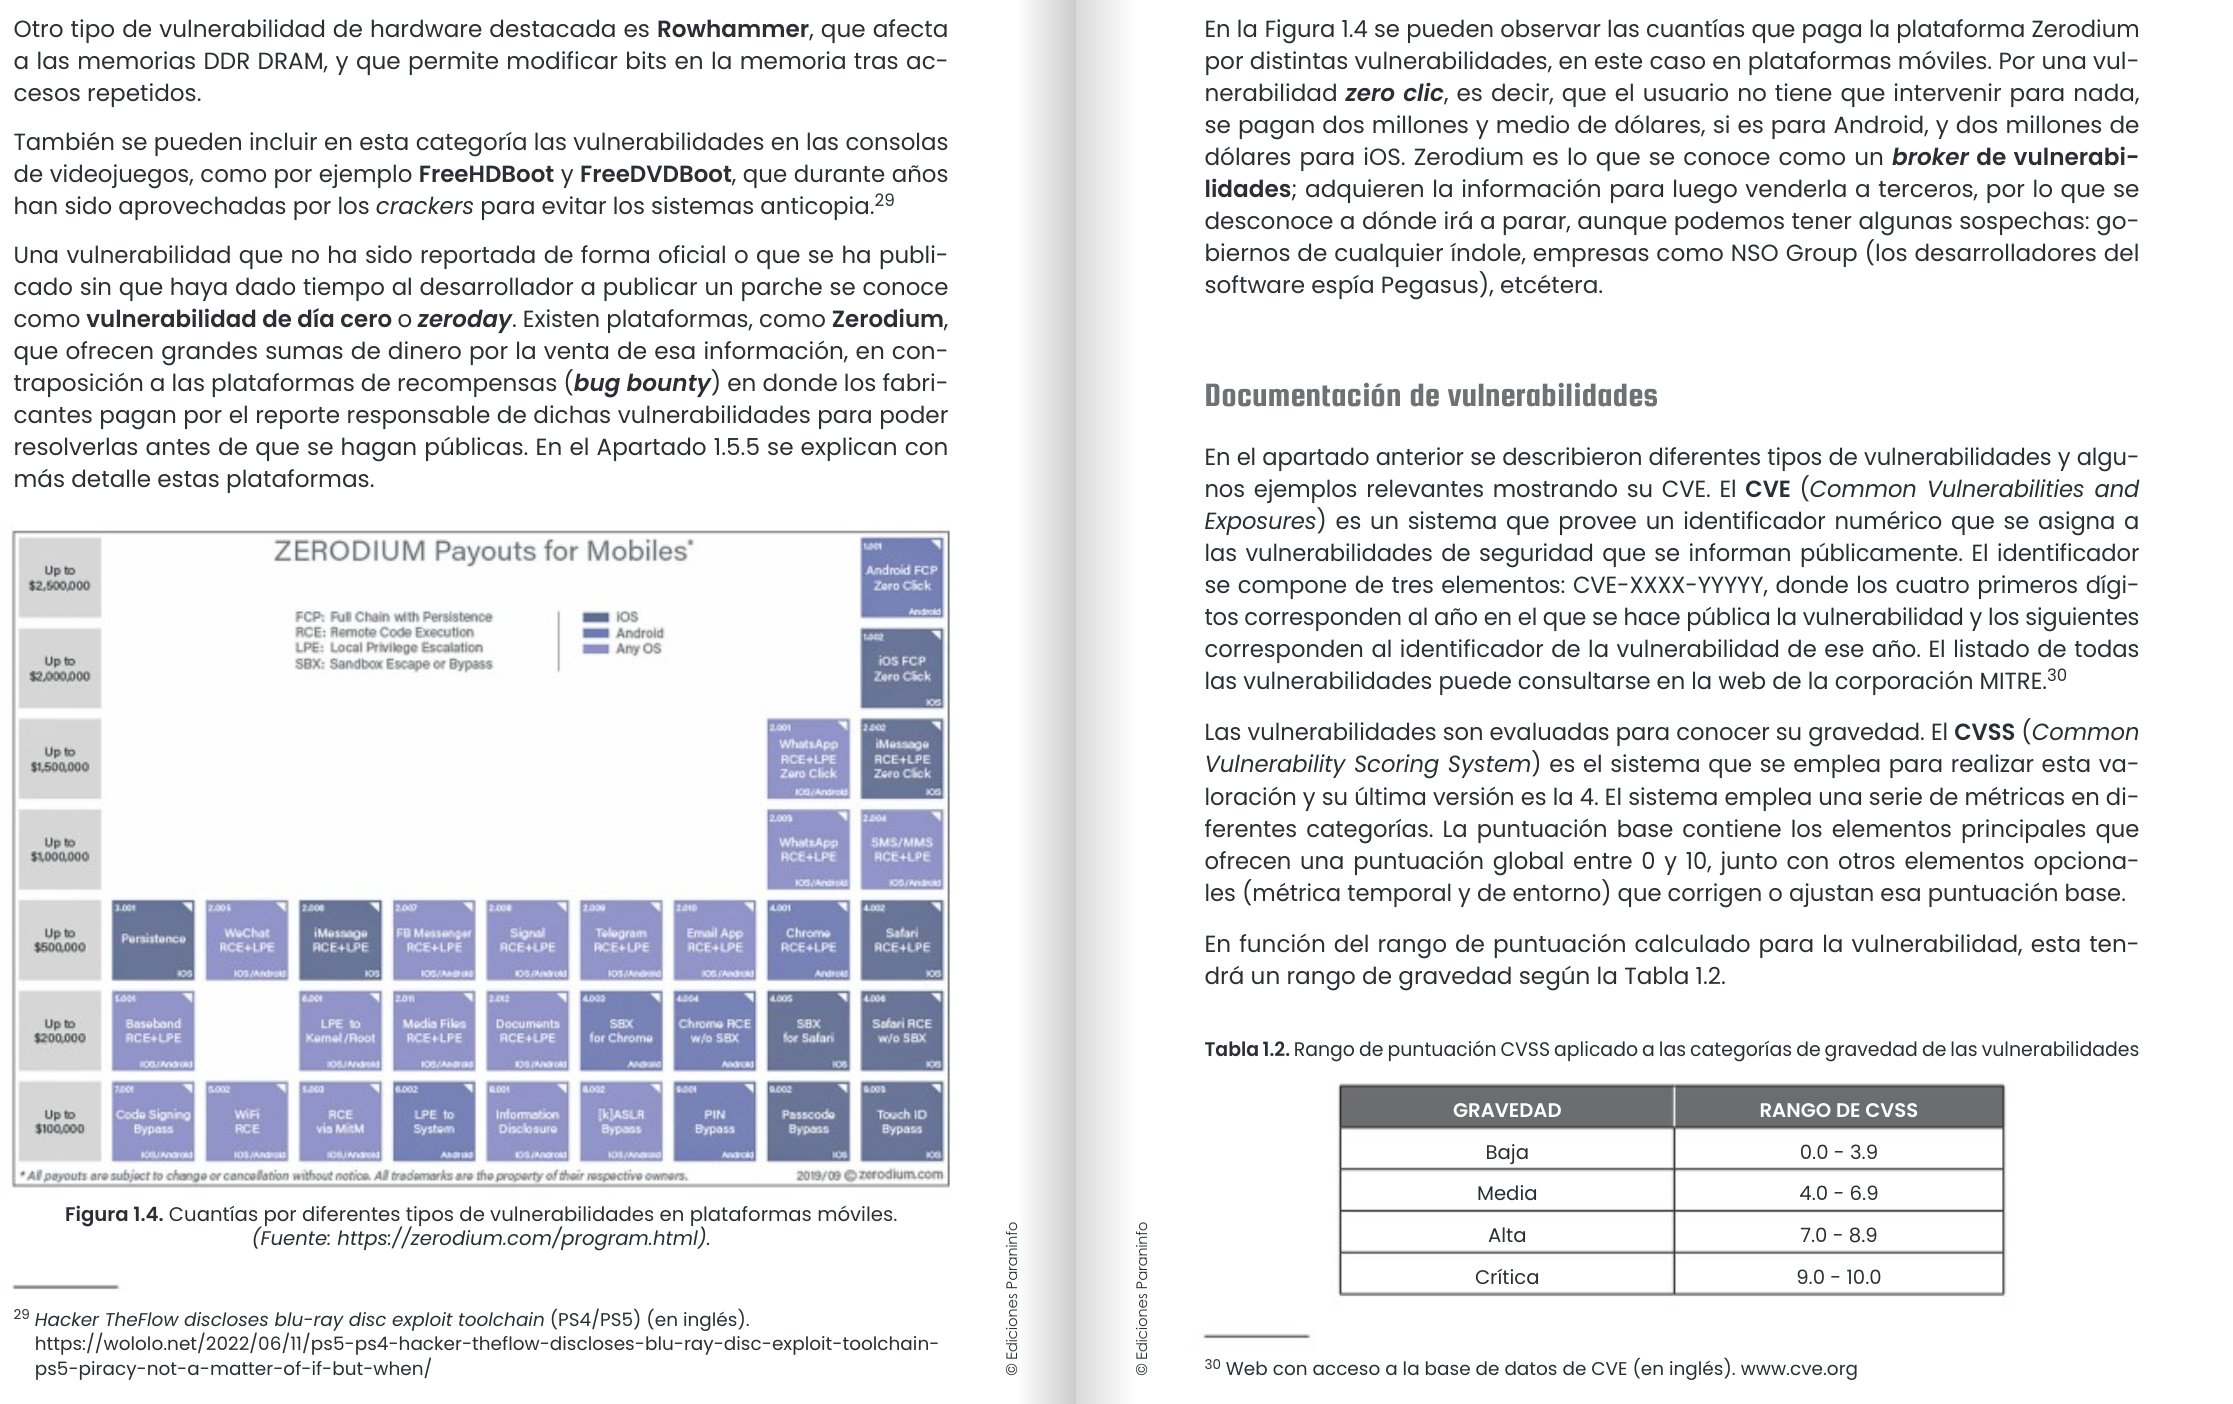 Otro tipo de vulnerabilidad de hardware destacada es Rowhammer, que afecta
a las memorias DDR DRAM, y que permite modificar bits en la memoria tras ac-
cesos repetidos.
También se pueden incluir en esta categoría las vulnerabilidades en las consolas
de videojuegos, como por ejemplo FreeHDBoot y FreeDVDBoot, que durante años
han sido aprovechadas por los crackers para evitar los sistemas anticopia.29
Una vulnerabilidad que no ha sido reportada de forma oficial o que se ha publi-
cado sin que haya dado tiempo al desarrollador a publicar un parche se conoce
como vulnerabilidad de día cero o zeroday. Existen plataformas, como Zerodium,
que ofrecen grandes sumas de dinero por la venta de esa información, en con-
traposición a las plataformas de recompensas (bug bounty) en donde los fabri-
cantes pagan por el reporte responsable de dichas vulnerabilidades para poder
resolverlas antes de que se hagan públicas. En el Apartado 1.5.5 se explican con
más detalle estas plataformas.
ZERODIUM Payouts for Mobiles*
FCP: Full Chain with Persistence
RCE: Remote Code Execution
LPE: Local Privilege Escalation
SBX: Sandbox Escape or Bypass
iOS
Android
Any OS
Up to
$2,500,000
1.001
Android FCP
Zero Click
Android
Up to
$2,000,000
1.002
iOS FCP
Zero Click
iOS
Up to
$1,500,000
2.001
WhatsApp
RCE+LPE
Zero Click
iOS/Android
2.002
iMessage
RCE+LPE
Zero Click
iOS
Up to
$1,000,000
2.003
WhatsApp
RCE+LPE
iOS/Android
2.004
SMS/MMS
RCE+LPE
iOS/Android
Up to
$500,000
3.001
Persistence
iOS
2.005
WeChat
RCE+LPE
iOS/Android
2.006
iMessage
RCE+LPE
iOS
2.007
FB Messenger
RCE+LPE
iOS/Android
2.008
Signal
RCE+LPE
iOS/Android
2.009
Telegram
RCE+LPE
iOS/Android
2.010
Email App
RCE+LPE
iOS/Android
4.001
Chrome
RCE+LPE
Android
4.002
Safari
RCE+LPE
iOS
Up to
$200,000
5.001
Baseband
RCE+LPE
iOS/Android
6.001
LPE to
Kernel/Root
iOS/Android
2.011
Media Files
RCE+LPE
iOS/Android
2.012
Documents
RCE+LPE
iOS/Android
4.003
SBX
for Chrome
Android
4.004
Chrome RCE
w/o SBX
Android
4.005
SBX
for Safari
iOS
4.006
Safari RCE
w/o SBX
iOS
Up to
$100,000
7.001
Code Signing
Bypass
iOS/Android
5.002
WiFi
RCE
iOS/Android
5.003
RCE
via MitM
iOS/Android
6.002
LPE to
System
Android
8.001
Information
Disclosure
iOS/Android
8.002
[k]ASLR
Bypass
iOS/Android
9.001
PIN
Bypass
Android
9.002
Passcode
Bypass
iOS
9.003
Touch ID
Bypass
iOS
* All payouts are subject to change or cancellation without notice. All trademarks are the property of their respective owners.
2019/09 © zerodium.com
Figura 1.4. Cuantías por diferentes tipos de vulnerabilidades en plataformas móviles.
(Fuente: https://zerodium.com/program.html).
29 Hacker TheFlow discloses blu-ray disc exploit toolchain (PS4/PS5) (en inglés).
https://wololo.net/2022/06/11/ps5-ps4-hacker-theflow-discloses-blu-ray-disc-exploit-toolchain-
ps5-piracy-not-a-matter-of-if-but-when/
© Ediciones Paraninfo
En la Figura 1.4 se pueden observar las cuantías que paga la plataforma Zerodium
por distintas vulnerabilidades, en este caso en plataformas móviles. Por una vul-
nerabilidad zero clic, es decir, que el usuario no tiene que intervenir para nada,
se pagan dos millones y medio de dólares, si es para Android, y dos millones de
dólares para iOS. Zerodium es lo que se conoce como un broker de vulnerabi-
lidades; adquieren la información para luego venderla a terceros, por lo que se
desconoce a dónde irá a parar, aunque podemos tener algunas sospechas: go-
biernos de cualquier índole, empresas como NSO Group (los desarrolladores del
software espía Pegasus), etcétera.
Documentación de vulnerabilidades
En el apartado anterior se describieron diferentes tipos de vulnerabilidades y algu-
nos ejemplos relevantes mostrando su CVE. El CVE (Common Vulnerabilities and
Exposures) es un sistema que provee un identificador numérico que se asigna a
las vulnerabilidades de seguridad que se informan públicamente. El identificador
se compone de tres elementos: CVE-XXXX-YYYYY, donde los cuatro primeros dígi-
tos corresponden al año en el que se hace pública la vulnerabilidad y los siguientes
corresponden al identificador de la vulnerabilidad de ese año. El listado de todas
las vulnerabilidades puede consultarse en la web de la corporación MITRE.30
Las vulnerabilidades son evaluadas para conocer su gravedad. El CVSS (Common
Vulnerability Scoring System) es el sistema que se emplea para realizar esta va-
loración y su última versión es la 4. El sistema emplea una serie de métricas en di-
ferentes categorías. La puntuación base contiene los elementos principales que
ofrecen una puntuación global entre 0 y 10, junto con otros elementos opciona-
les (métrica temporal y de entorno) que corrigen o ajustan esa puntuación base.
En función del rango de puntuación calculado para la vulnerabilidad, esta ten-
drá un rango de gravedad según la Tabla 1.2.
Tabla 1.2. Rango de puntuación CVSS aplicado a las categorías de gravedad de las vulnerabilidades
GRAVEDAD RANGO DE CVSS
Baja 0.0 - 3.9
Media 4.0 - 6.9
Alta 7.0 - 8.9
Crítica 9.0 - 10.0
30 Web con acceso a la base de datos de CVE (en inglés). www.cve.org
© Ediciones Paraninfo